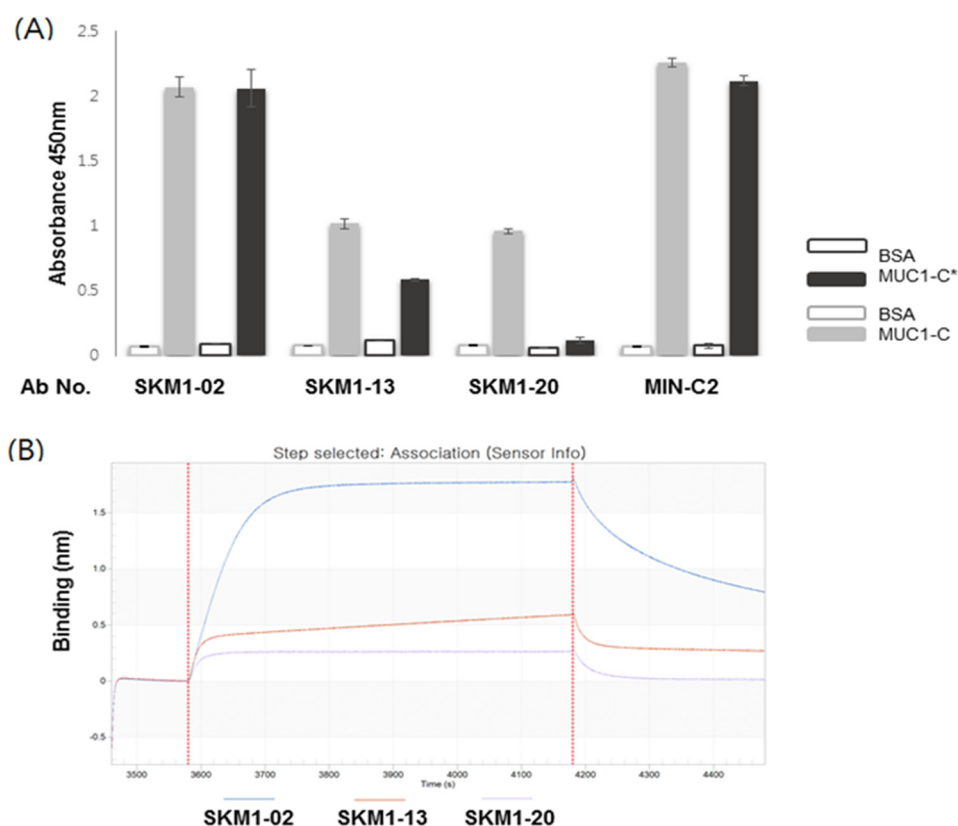 (A)
2.5
2
1.5
1
0.5
0
Absorbance 450nm
BSA
MUC1-C*
BSA
MUC1-C
Ab No. SKM1-02 SKM1-13 SKM1-20 MIN-C2
(B)
Step selected: Association (Sensor Info)
1.5
1.0
0.5
0
-0.5
Binding (nm)
3500 3600 3700 3800 3900 4000 4100 4200 4300 4400
Time (s)
SKM1-02 SKM1-13 SKM1-20